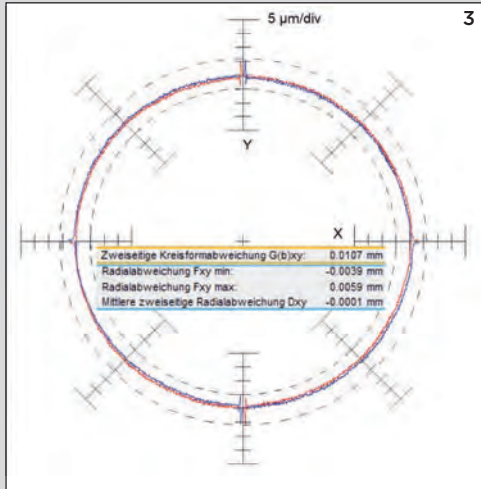 5 µm/div
3
Y
X
Zweiseitige Kreisformabweichung G(b)xy: 0.0107 mm
Radialabweichung Fxy min: -0.0039 mm
Radialabweichung Fxy max: 0.0059 mm
Mittlere zweiseitige Radialabweichung Dxy -0.0001 mm